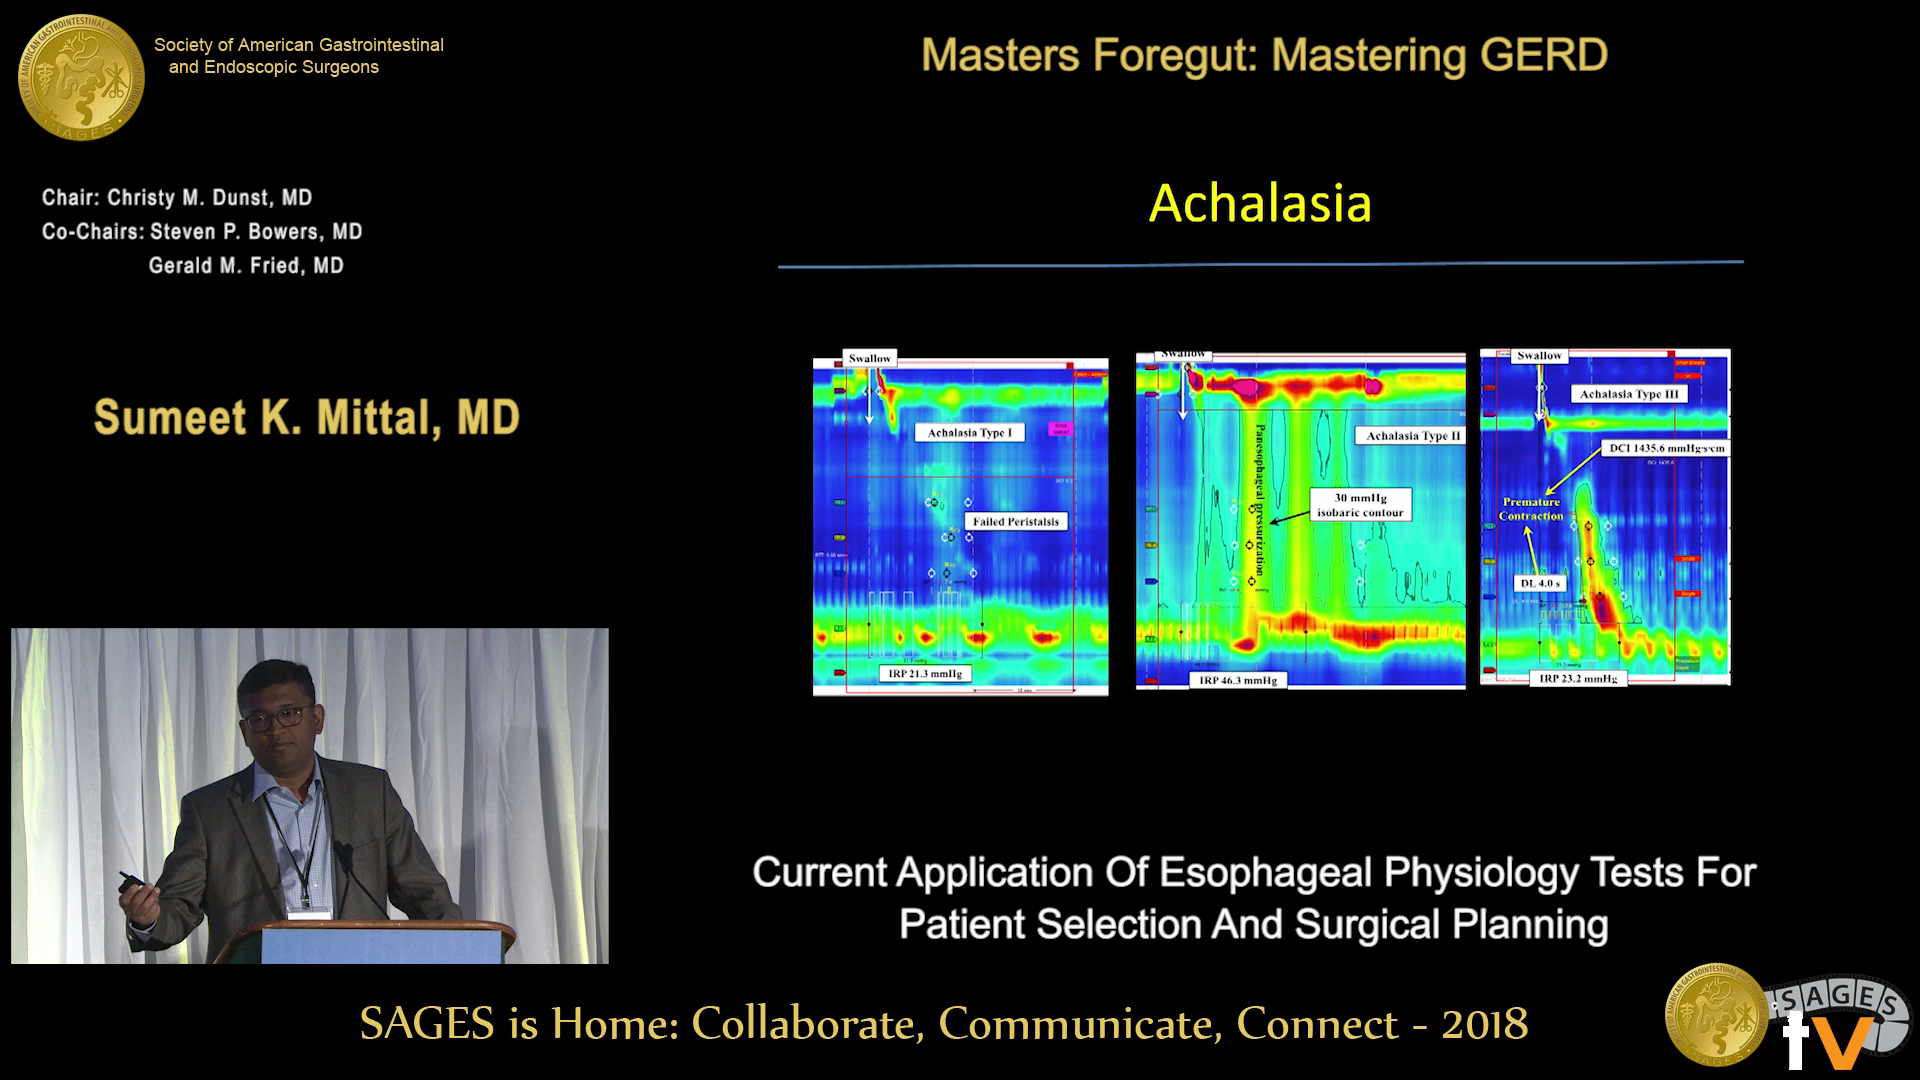 Society of American Gastrointestinal
and Endoscopic Surgeons
Masters Foregut: Mastering GERD
Chair: Christy M. Dunst, MD
Co-Chairs: Steven P. Bowers, MD
Gerald M. Fried, MD
Sumeet K. Mittal, MD
Achalasia
Swallow
Achalasia Type I
Failed Peristalsis
IRP 21.3 mmHg
Swallow
Achalasia Type II
Panesophageal pressurization
30 mmHg
isobaric contour
IRP 46.3 mmHg
Swallow
Achalasia Type III
DCI 1435.6 mmHg·s·cm
Premature
Contraction
DL 4.0 s
IRP 23.2 mmHg
Current Application Of Esophageal Physiology Tests For
Patient Selection And Surgical Planning
SAGES is Home: Collaborate, Communicate, Connect - 2018
SAGES
SAGES
tv